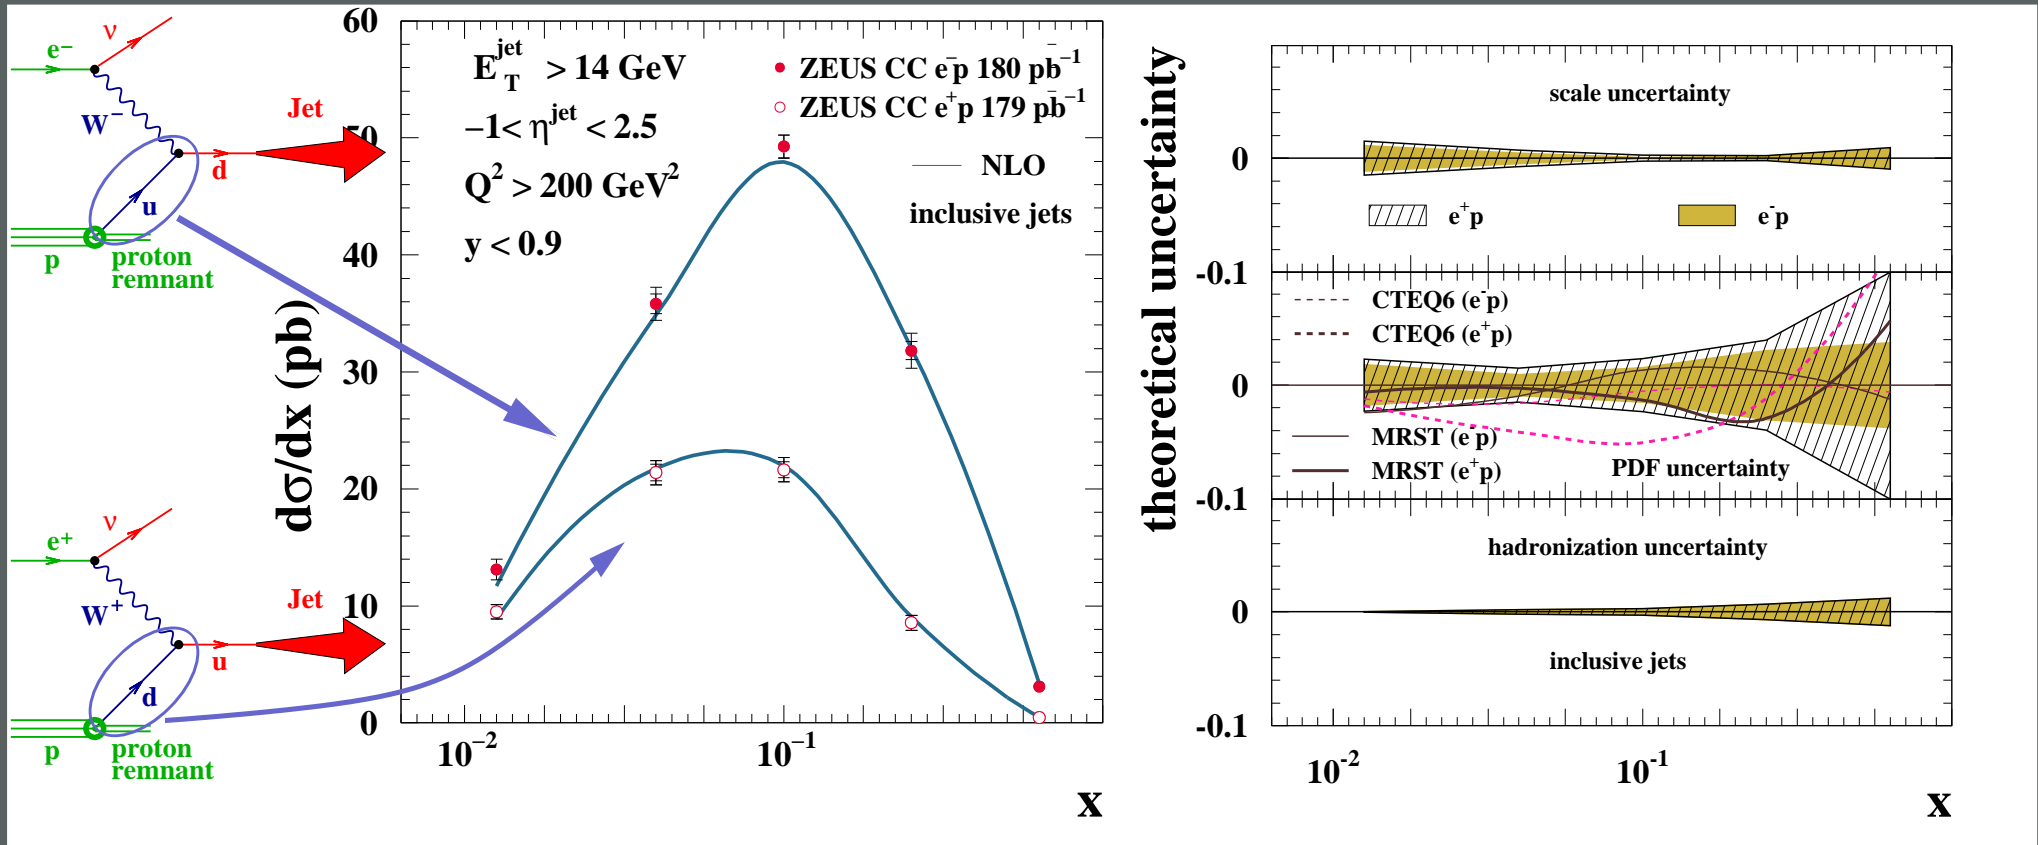 e⁻
ν
W⁻
Jet
d
u
p
proton
remnant
e⁺
ν
W⁺
Jet
u
d
p
proton
remnant
dσ/dx (pb)
60
50
40
30
20
10
0
E_T^jet > 14 GeV
−1< η^jet < 2.5
Q² > 200 GeV²
y < 0.9
ZEUS CC e⁻p 180 pb⁻¹
ZEUS CC e⁺p 179 pb⁻¹
NLO
inclusive jets
10⁻²
10⁻¹
x
theoretical uncertainty
scale uncertainty
0
e⁺p
e⁻p
-0.1
CTEQ6 (e⁻p)
CTEQ6 (e⁺p)
0
MRST (e⁻p)
MRST (e⁺p)
PDF uncertainty
-0.1
hadronization uncertainty
0
inclusive jets
-0.1
10⁻²
10⁻¹
x